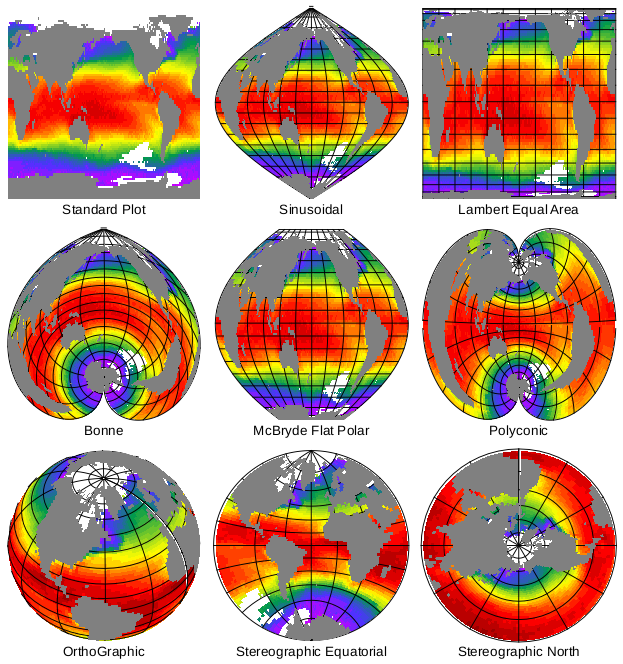 Standard Plot
Sinusoidal
Lambert Equal Area
Bonne
McBryde Flat Polar
Polyconic
OrthoGraphic
Stereographic Equatorial
Stereographic North